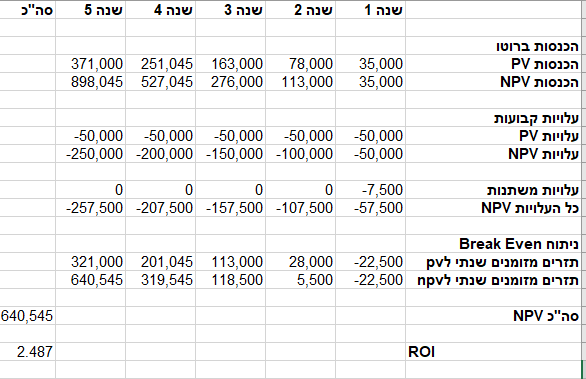 שנה 1 שנה 2 שנה 3 שנה 4 שנה 5 סה"כ
הכנסות ברוטו
הכנסות PV 35,000 78,000 163,000 251,045 371,000
הכנסות NPV 35,000 113,000 276,000 527,045 898,045
עלויות קבועות
עלויות PV -50,000 -50,000 -50,000 -50,000 -50,000
עלויות NPV -50,000 -100,000 -150,000 -200,000 -250,000
עלויות משתנות -7,500 0 0 0 0
כל העלויות NPV -57,500 -107,500 -157,500 -207,500 -257,500
ניתוח Break Even
תזרים מזומנים שנתי לpv -22,500 28,000 113,000 201,045 321,000
תזרים מזומנים שנתי לnpv -22,500 5,500 118,500 319,545 640,545
סה"כ NPV 640,545
ROI 2.487